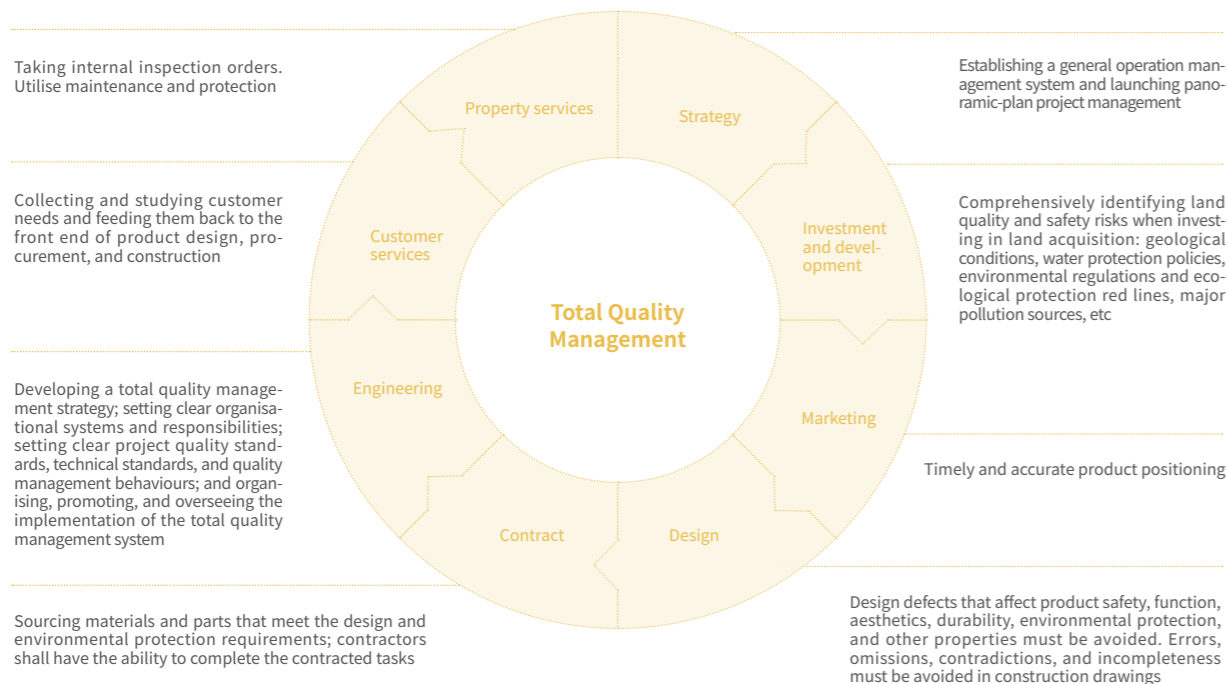 Taking internal inspection orders.
Utilise maintenance and protection
Collecting and studying customer
needs and feeding them back to the
front end of product design, pro-
curement, and construction
Developing a total quality manage-
ment strategy; setting clear organisa-
tional systems and responsibilities;
setting clear project quality stand-
ards, technical standards, and quality
management behaviours; and organ-
ising, promoting, and overseeing the
implementation of the total quality
management system
Sourcing materials and parts that meet the design and
environmental protection requirements; contractors
shall have the ability to complete the contracted tasks
Property services
Strategy
Customer
services
Investment
and devel-
opment
Total Quality
Management
Engineering
Marketing
Contract
Design
Establishing a general operation man-
agement system and launching pano-
ramic-plan project management
Comprehensively identifying land
quality and safety risks when invest-
ing in land acquisition: geological
conditions, water protection policies,
environmental regulations and eco-
logical protection red lines, major
pollution sources, etc
Timely and accurate product positioning
Design defects that affect product safety, function,
aesthetics, durability, environmental protection,
and other properties must be avoided. Errors,
omissions, contradictions, and incompleteness
must be avoided in construction drawings